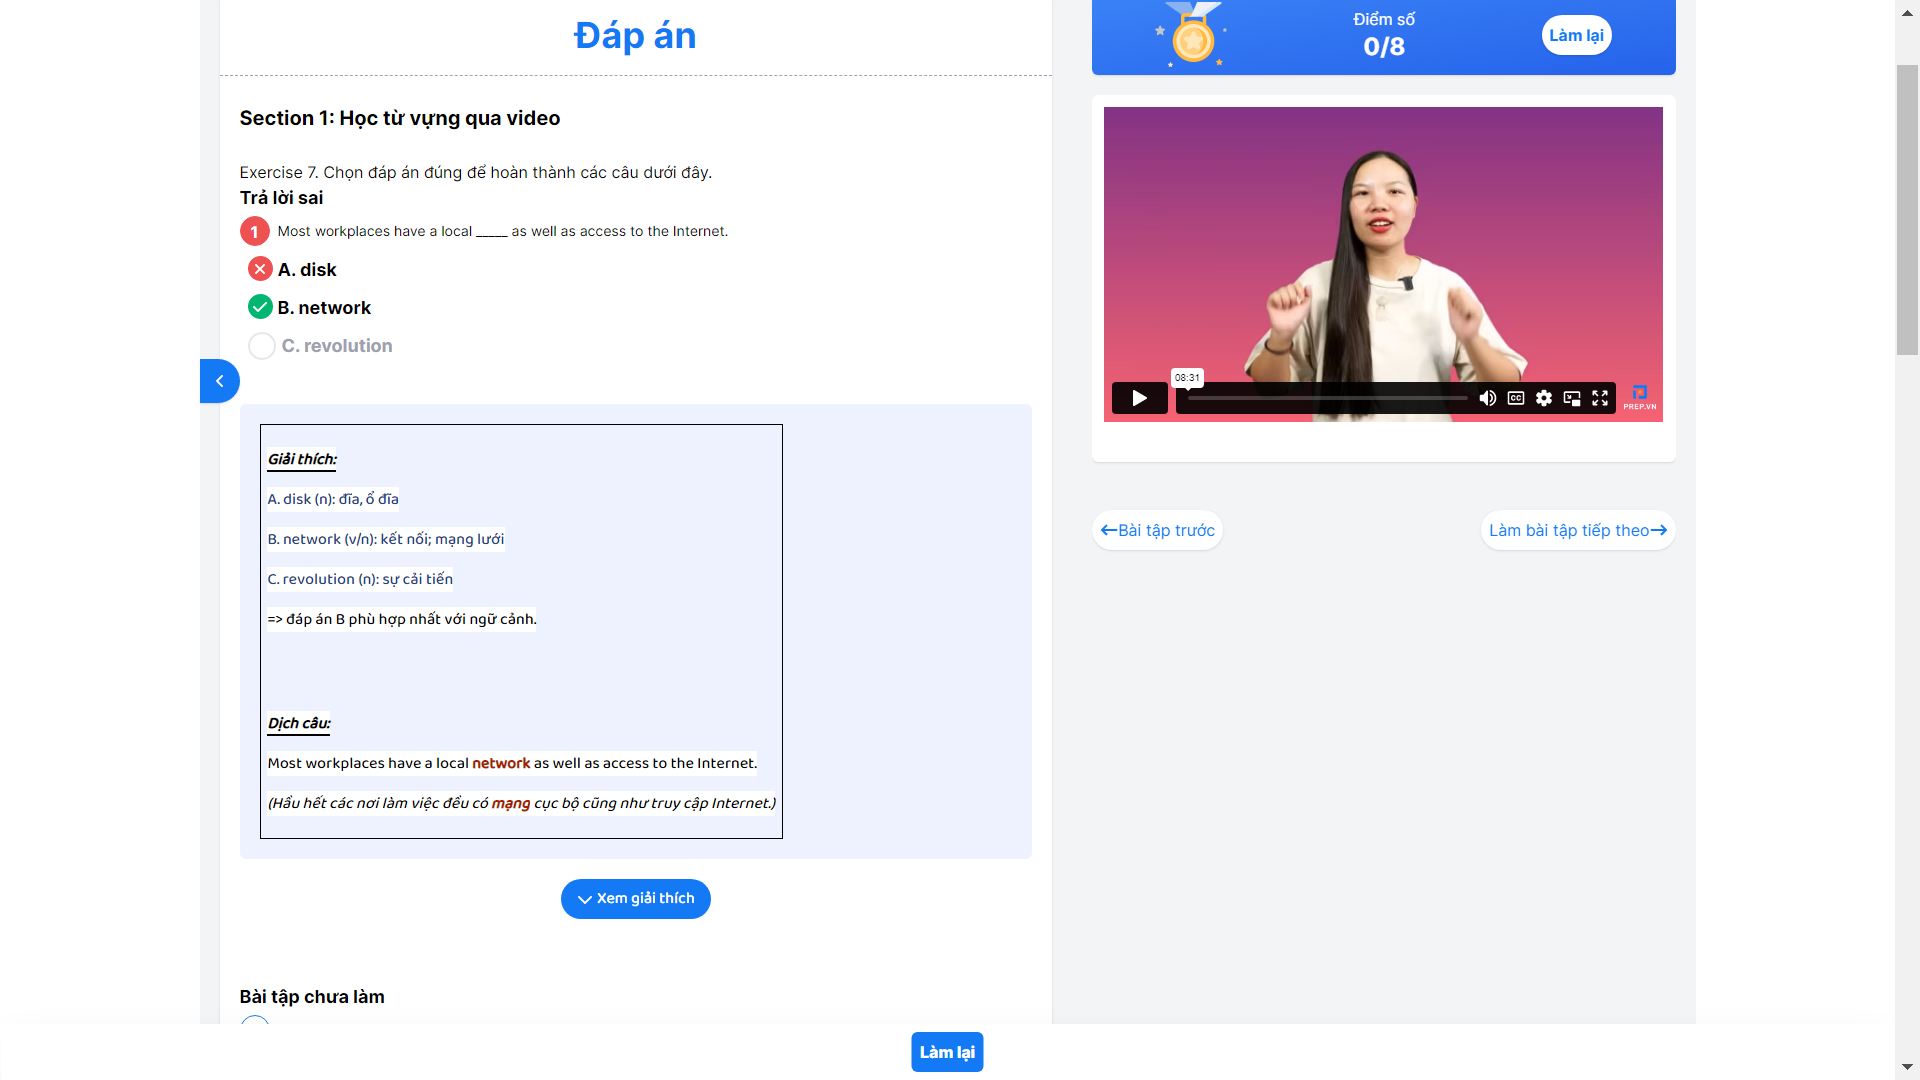 Đáp án
Điểm số
0/8
Làm lại
Section 1: Học từ vựng qua video
Exercise 7. Chọn đáp án đúng để hoàn thành các câu dưới đây.
Trả lời sai
1 Most workplaces have a local _____ as well as access to the Internet.
A. disk
B. network
C. revolution
Giải thích:
A. disk (n): đĩa, ổ đĩa
B. network (v/n): kết nối; mạng lưới
C. revolution (n): sự cải tiến
=> đáp án B phù hợp nhất với ngữ cảnh.
Dịch câu:
Most workplaces have a local network as well as access to the Internet.
(Hầu hết các nơi làm việc đều có mạng cục bộ cũng như truy cập Internet.)
Xem giải thích
Bài tập chưa làm
08:31
CC
PREP.VN
Bài tập trước
Làm bài tập tiếp theo
Làm lại